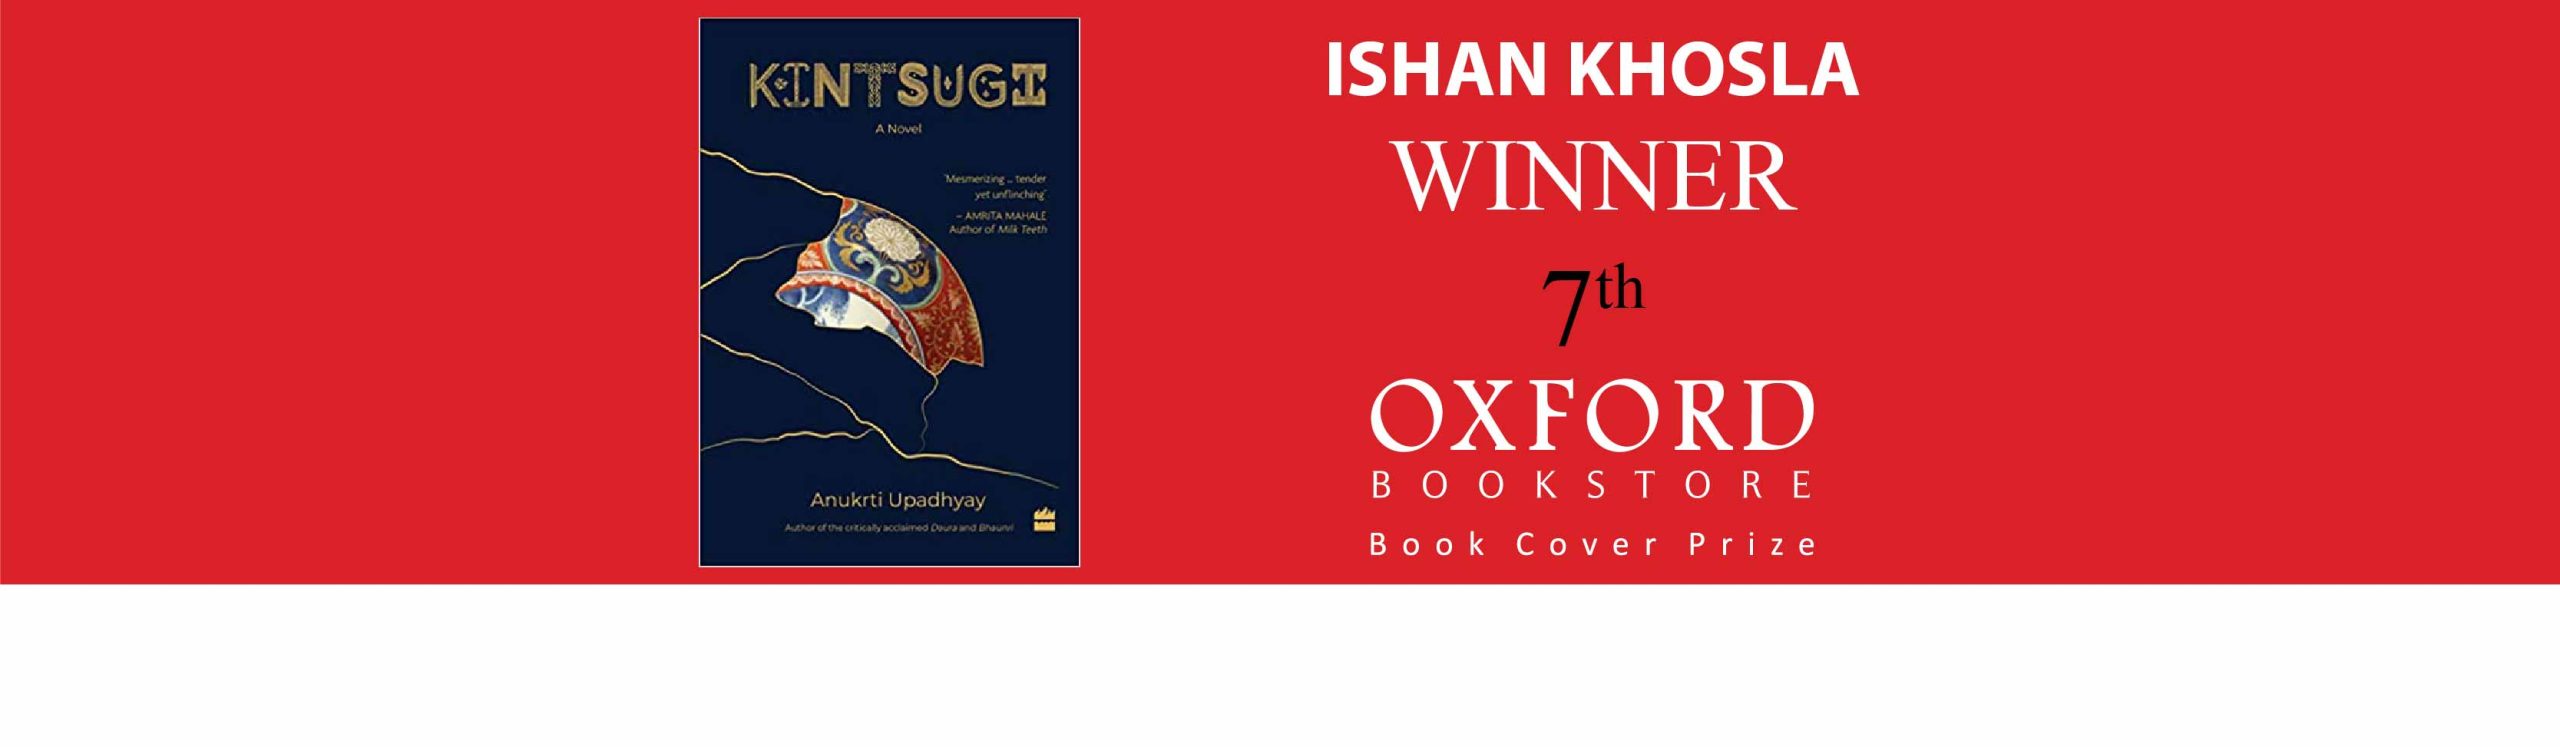 KINTSUGI
A Novel
"Mesmerizing ... tender
yet unflinching"
– AMRITA MAHALE
Author of Milk Teeth
Anukrti Upadhyay
Author of the critically acclaimed Daura and Bhaunri
ISHAN KHOSLA
WINNER
7th
OXFORD
BOOKSTORE
Book Cover Prize